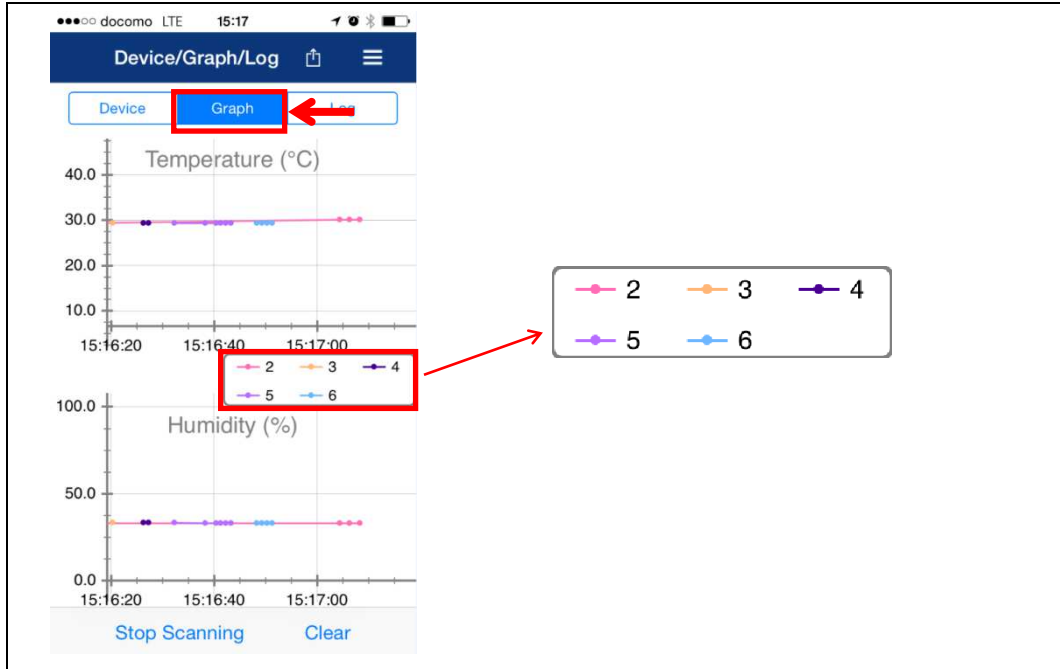 docomo LTE 15:17
Device/Graph/Log
Device Graph Log
Temperature (°C)
40.0
30.0
20.0
10.0
15:16:20 15:16:40 15:17:00
2 3 4
5 6
100.0
Humidity (%)
50.0
0.0
15:16:20 15:16:40 15:17:00
Stop Scanning Clear
2 3 4
5 6